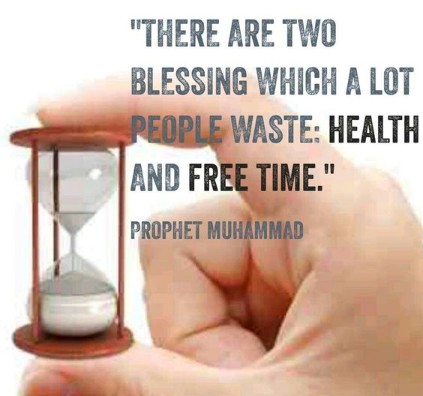 "THERE ARE TWO
BLESSING WHICH A LOT
PEOPLE WASTE: HEALTH
AND FREE TIME."
PROPHET MUHAMMAD